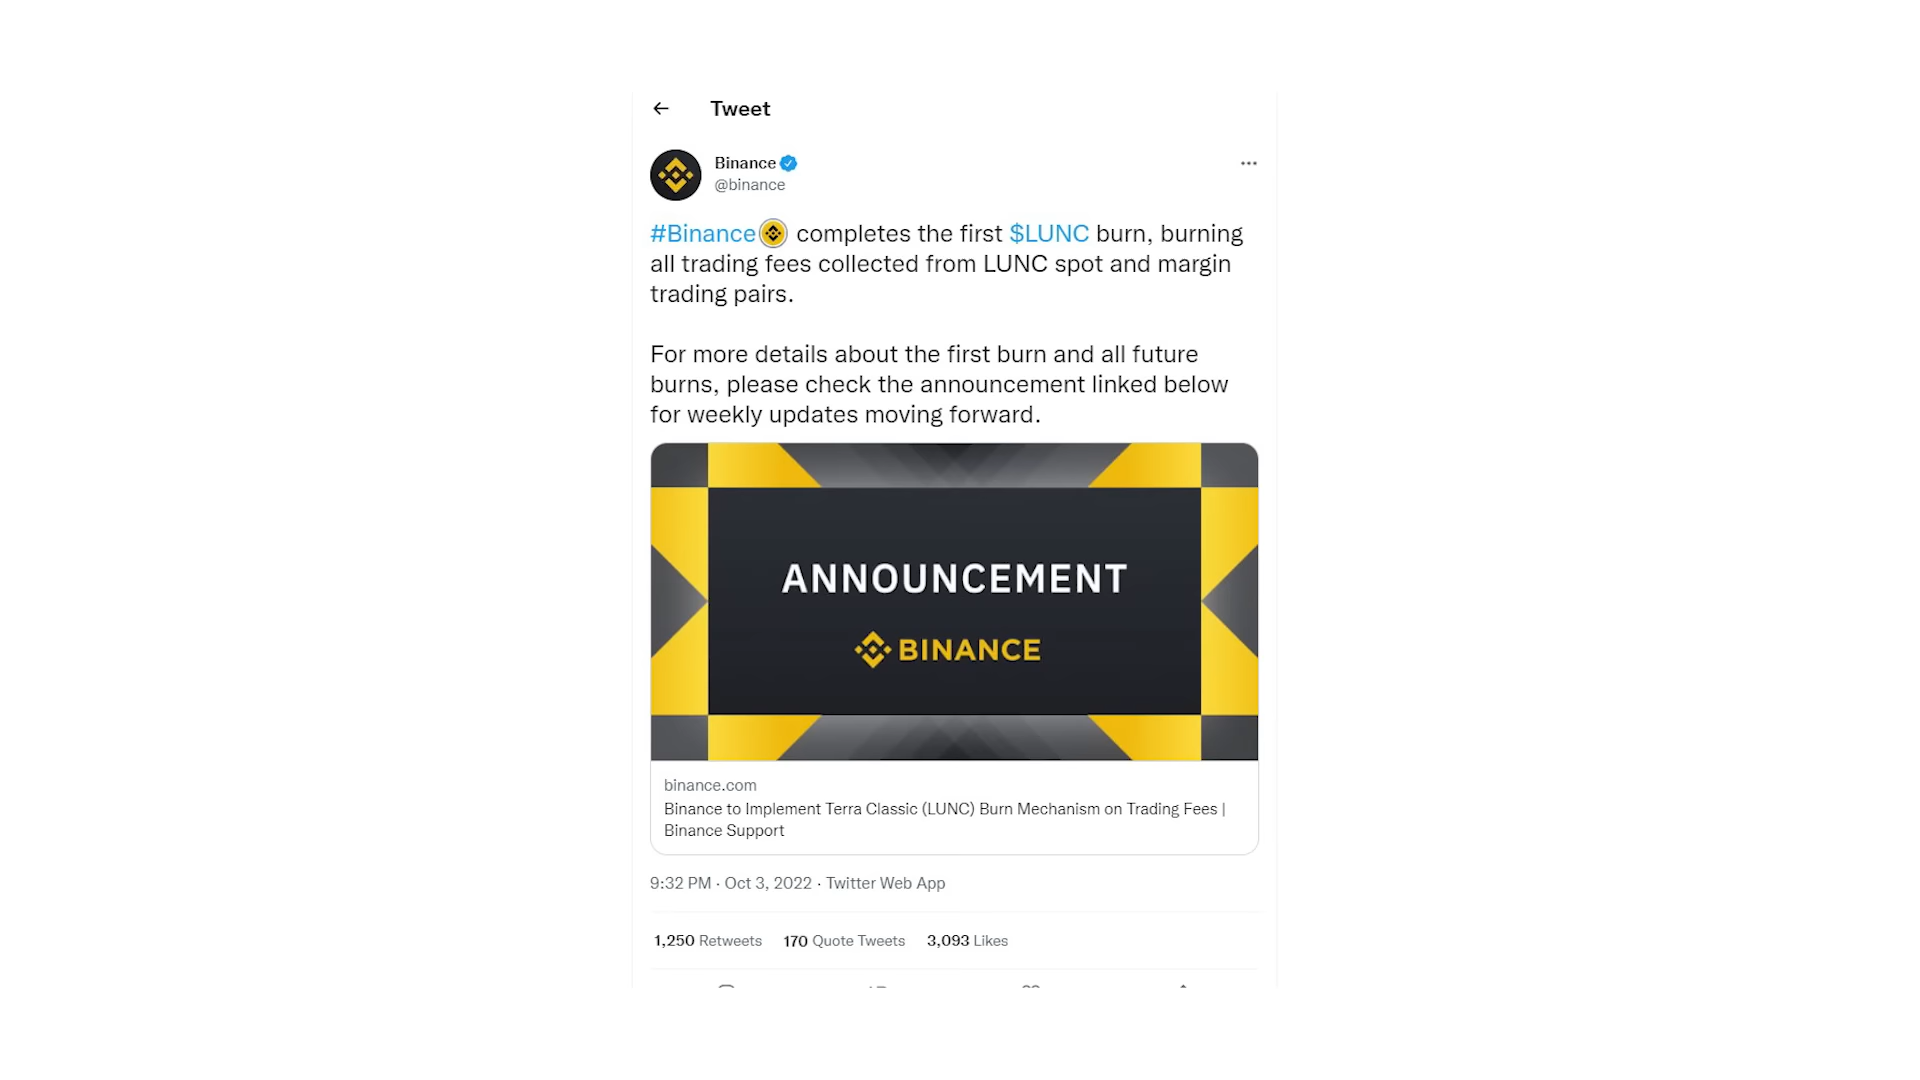 Tweet
Binance
@binance
#Binance completes the first $LUNC burn, burning
all trading fees collected from LUNC spot and margin
trading pairs.
For more details about the first burn and all future
burns, please check the announcement linked below
for weekly updates moving forward.
ANNOUNCEMENT
BINANCE
binance.com
Binance to Implement Terra Classic (LUNC) Burn Mechanism on Trading Fees |
Binance Support
9:32 PM · Oct 3, 2022 · Twitter Web App
1,250 Retweets 170 Quote Tweets 3,093 Likes